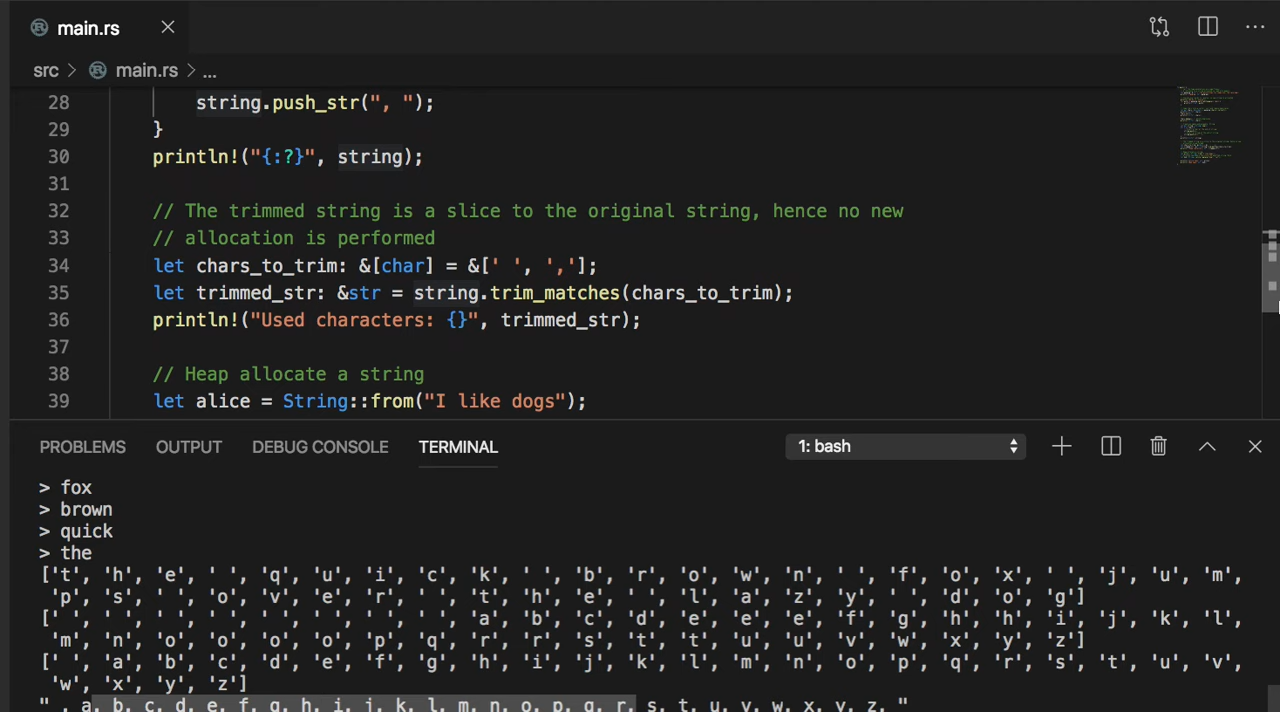 main.rs
src > main.rs > ...
28 string.push_str(", ");
29 }
30 println!("{:?}", string);
31
32 // The trimmed string is a slice to the original string, hence no new
33 // allocation is performed
34 let chars_to_trim: &[char] = &[' ', ','];
35 let trimmed_str: &str = string.trim_matches(chars_to_trim);
36 println!("Used characters: {}", trimmed_str);
37
38 // Heap allocate a string
39 let alice = String::from("I like dogs");
PROBLEMS OUTPUT DEBUG CONSOLE TERMINAL 1: bash
> fox
> brown
> quick
> the
['t', 'h', 'e', ' ', 'q', 'u', 'i', 'c', 'k', ' ', 'b', 'r', 'o', 'w', 'n', ' ', 'f', 'o', 'x', ' ', 'j', 'u', 'm',
'p', 's', ' ', 'o', 'v', 'e', 'r', ' ', 't', 'h', 'e', ' ', 'l', 'a', 'z', 'y', ' ', 'd', 'o', 'g']
[' ', ' ', ' ', ' ', ' ', ' ', ' ', ' ', 'a', 'b', 'c', 'd', 'e', 'e', 'e', 'f', 'g', 'h', 'h', 'i', 'j', 'k', 'l',
'm', 'n', 'o', 'o', 'o', 'o', 'p', 'q', 'r', 'r', 's', 't', 't', 'u', 'u', 'v', 'w', 'x', 'y', 'z']
[' ', 'a', 'b', 'c', 'd', 'e', 'f', 'g', 'h', 'i', 'j', 'k', 'l', 'm', 'n', 'o', 'p', 'q', 'r', 's', 't', 'u', 'v',
'w', 'x', 'y', 'z']
" , a, b, c, d, e, f, g, h, i, j, k, l, m, n, o, p, q, r, s, t, u, v, w, x, y, z, "